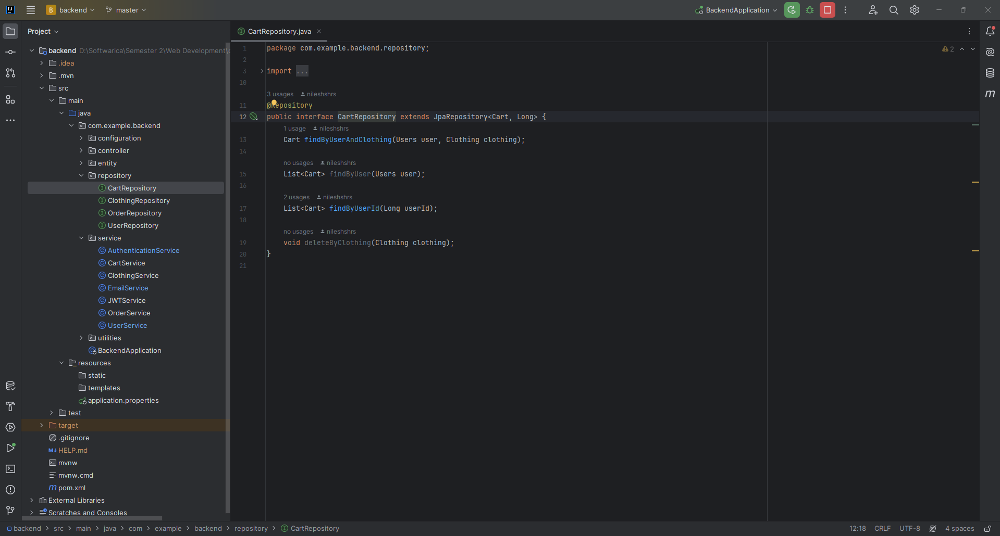 B backend master BackendApplication
Project
backend D:\Softwarica\Semester 2\Web Development\
.idea
.mvn
src
main
java
com.example.backend
configuration
controller
entity
repository
CartRepository
ClothingRepository
OrderRepository
UserRepository
service
AuthenticationService
CartService
ClothingService
EmailService
JWTService
OrderService
UserService
utilities
BackendApplication
resources
static
templates
application.properties
test
target
.gitignore
HELP.md
mvnw
mvnw.cmd
pom.xml
External Libraries
Scratches and Consoles
CartRepository.java
2
1 package com.example.backend.repository;
2
3 import ...
10
3 usages nileshshrs
11 @Repository
12 public interface CartRepository extends JpaRepository<Cart, Long> {
1 usage nileshshrs
13 Cart findByUserAndClothing(Users user, Clothing clothing);
14
no usages nileshshrs
15 List<Cart> findByUser(Users user);
16
2 usages nileshshrs
17 List<Cart> findByUserId(Long userId);
18
no usages nileshshrs
19 void deleteByClothing(Clothing clothing);
20 }
21
backend > src > main > java > com > example > backend > repository > CartRepository
12:18 CRLF UTF-8 4 spaces